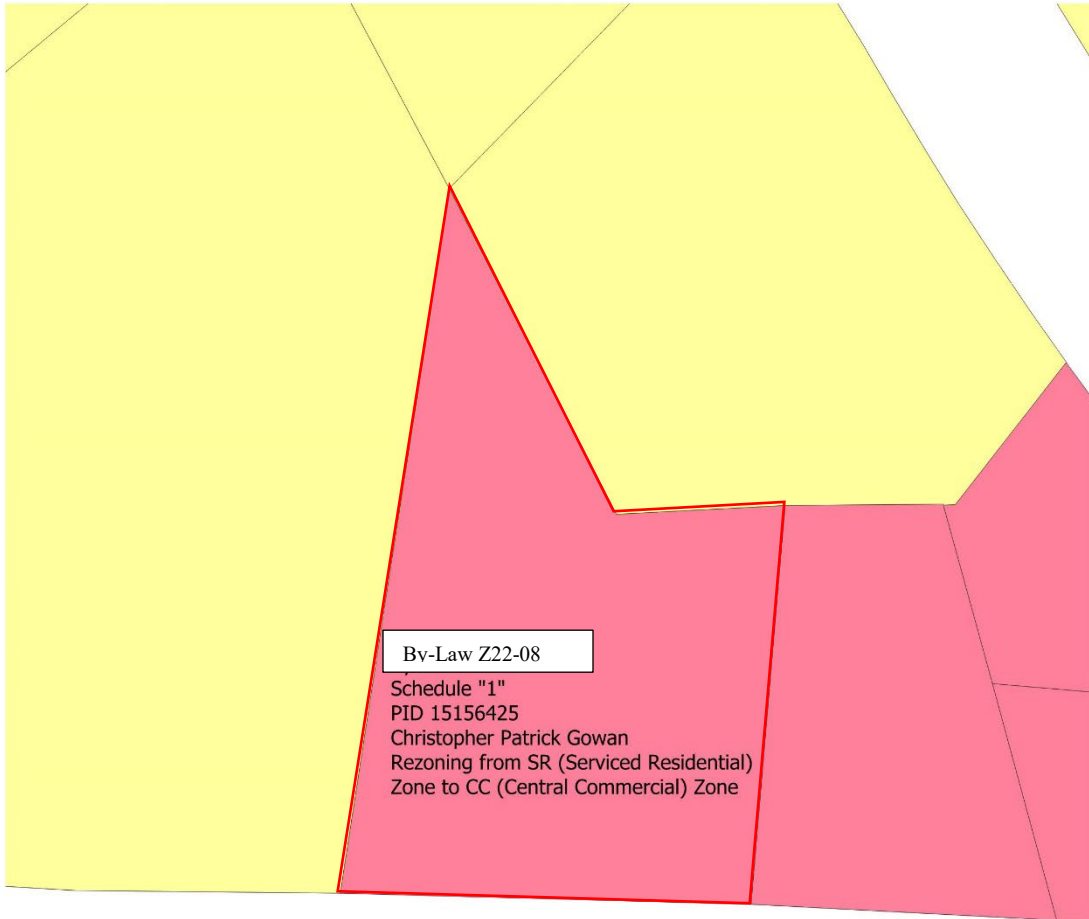 By-Law Z22-08
Schedule "1"
PID 15156425
Christopher Patrick Gowan
Rezoning from SR (Serviced Residential)
Zone to CC (Central Commercial) Zone